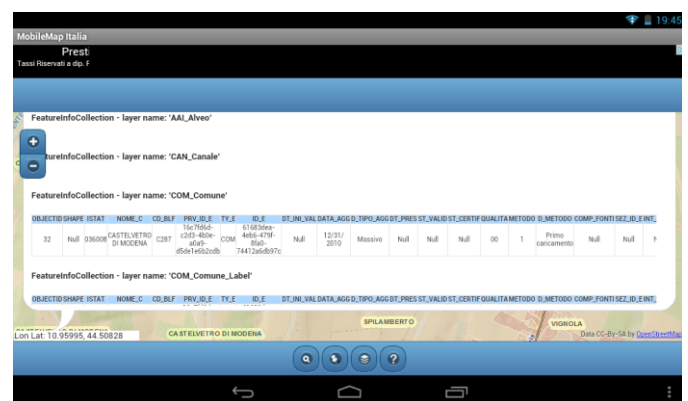 19:45
MobileMap Italia
Presti
Tassi Riservati a dip. F
FeatureInfoCollection - layer name: 'AAI_Alveo'
+
FeatureInfoCollection - layer name: 'CAN_Canale'
FeatureInfoCollection - layer name: 'COM_Comune'
OBJECTID SHAPE ISTAT NOME_C CD_BLF PRV_ID_E TY_E ID_E DT_INI_VAL DATA_AGG D_TIPO_AGG DT_PRES ST_VALID ST_CERTIF QUALITA METODO D_METODO COMP_FONTI SEZ_ID_E INT_
32 Null 036008 CASTELVETRO DI MODENA C287 16c7fd6d-c2d3-4b0e-a0a9-d5de1e6b2cdb COM 61683dea-4eb6-479f-8fa0-74412a6db97c Null 12/31/2010 Massivo Null Null Null 00 1 Primo caricamento Null Null
FeatureInfoCollection - layer name: 'COM_Comune_Label'
OBJECTID SHAPE ISTAT NOME_C CD_BLF PRV_ID_E TY_E ID_E DT_INI_VAL DATA_AGG D_TIPO_AGG DT_PRES ST_VALID ST_CERTIF QUALITA METODO D_METODO COMP_FONTI SEZ_ID_E INT_
SPILAMBERTO
VIGNOLA
CASTELVETRO DI MODENA
Lon Lat: 10.95995, 44.50828
Data CC-By-SA by OpenStreetMap
?